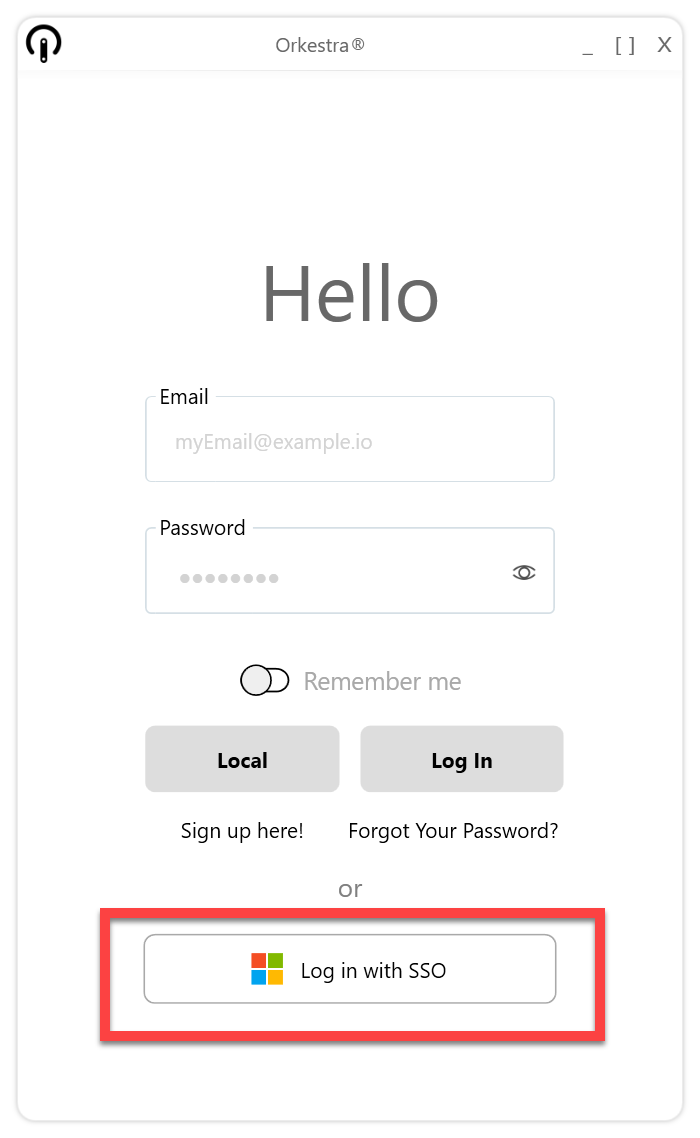 Orkestra® _ [ ] X
Hello
Email
myEmail@example.io
Password
Remember me
Local Log In
Sign up here! Forgot Your Password?
or
Log in with SSO